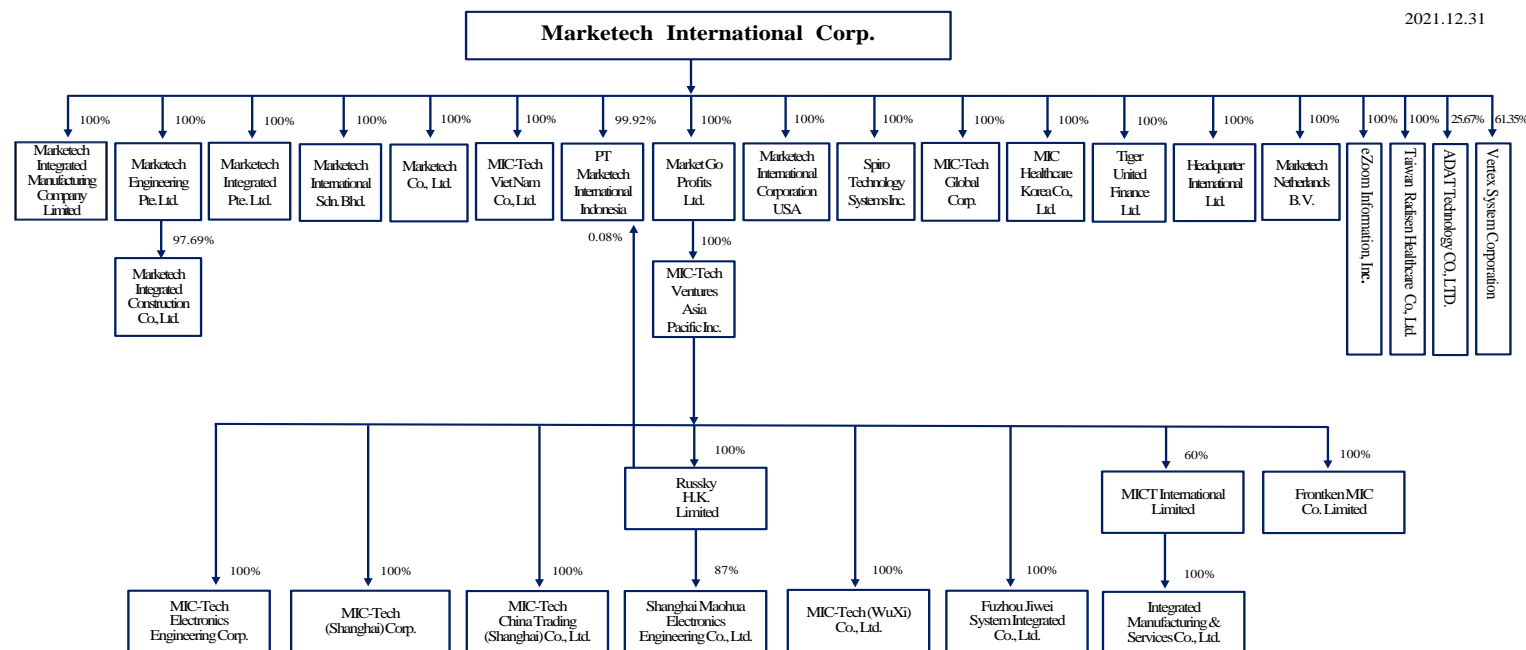 2021.12.31
Marketech International Corp.
100%
100%
100%
100%
100%
100%
99.92%
100%
100%
100%
100%
100%
100%
100%
100%
100%
100%
25.67%
61.35%
Marketech
Integrated
Manufacturing
Company
Limited
Marketech
Engineering
Pte. Ltd.
Marketech
Integrated
Pte. Ltd.
Marketech
International
Sdn. Bhd.
Marketech
Co., Ltd.
MIC-Tech
Viet Nam
Co., Ltd.
PT
Marketech
International
Indonesia
Market Go
Profits
Ltd.
Marketech
International
Corporation
USA
Spiro
Technology
Systems Inc.
MIC-Tech
Global
Corp.
MIC
Healthcare
Korea Co.,
Ltd.
Tiger
United
Finance
Ltd.
Headquarter
International
Ltd.
Marketech
Netherlands
B.V.
eZoom Information, Inc.
Taiwan Radisen Healthcare Co., Ltd.
ADAT Technology CO., LTD.
Vertex System Corporation
97.69%
0.08%
100%
Marketech
Integrated
Construction
Co., Ltd.
MIC-Tech
Ventures
Asia
Pacific Inc.
100%
60%
100%
Russky
H.K.
Limited
MICT International
Limited
Frontken MIC
Co. Limited
100%
100%
100%
87%
100%
100%
100%
MIC-Tech
Electronics
Engineering Corp.
MIC-Tech
(Shanghai) Corp.
MIC-Tech
China Trading
(Shanghai) Co., Ltd.
Shanghai Maohua
Electronics
Engineering Co., Ltd.
MIC-Tech (WuXi)
Co., Ltd.
Fuzhou Jiwei
System Integrated
Co., Ltd.
Integrated
Manufacturing &
Services Co., Ltd.